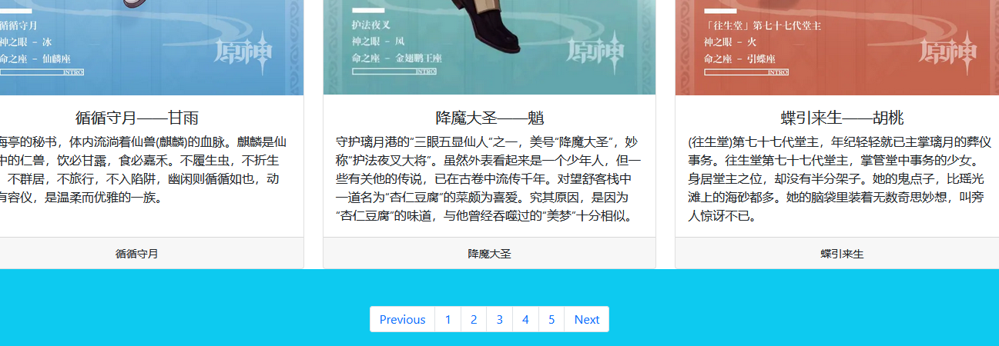 循循守月
神之眼 - 冰
命之座 - 仙麟座
INTRO
原神
护法夜叉
神之眼 - 风
命之座 - 金翅鹏王座
INTRO
原神
「往生堂」第七十七代堂主
神之眼 - 火
命之座 - 引蝶座
INTRO
原神
循循守月——甘雨
海亭的秘书，体内流淌着仙兽(麒麟)的血脉。麒麟是仙
中的仁兽，饮必甘露，食必嘉禾。不履生虫，不折生
，不群居，不旅行，不入陷阱，幽闲则循循如也，动
有容仪，是温柔而优雅的一族。
循循守月
降魔大圣——魈
守护璃月港的“三眼五显仙人”之一，美号“降魔大圣”，妙
称“护法夜叉大将”。虽然外表看起来是一个少年人，但一
些有关他的传说，已在古卷中流传千年。对望舒客栈中
一道名为“杏仁豆腐”的菜颇为喜爱。究其原因，是因为
“杏仁豆腐”的味道，与他曾经吞噬过的“美梦”十分相似。
降魔大圣
蝶引来生——胡桃
(往生堂)第七十七代堂主，年纪轻轻就已主掌璃月的葬仪
事务。往生堂第七十七代堂主，掌管堂中事务的少女。
身居堂主之位，却没有半分架子。她的鬼点子，比瑶光
滩上的海砂都多。她的脑袋里装着无数奇思妙想，叫旁
人惊讶不已。
蝶引来生
Previous 1 2 3 4 5 Next